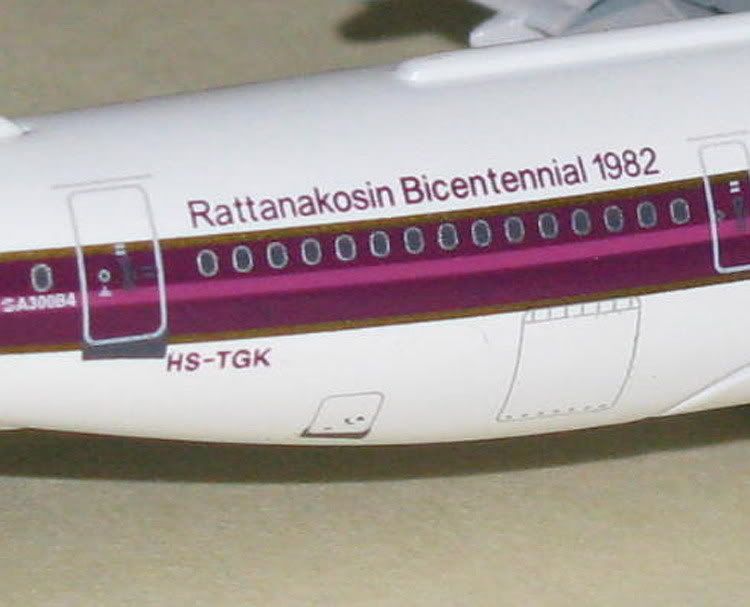 Rattanakosin Bicentennial 1982
A300B4
HS-TGK